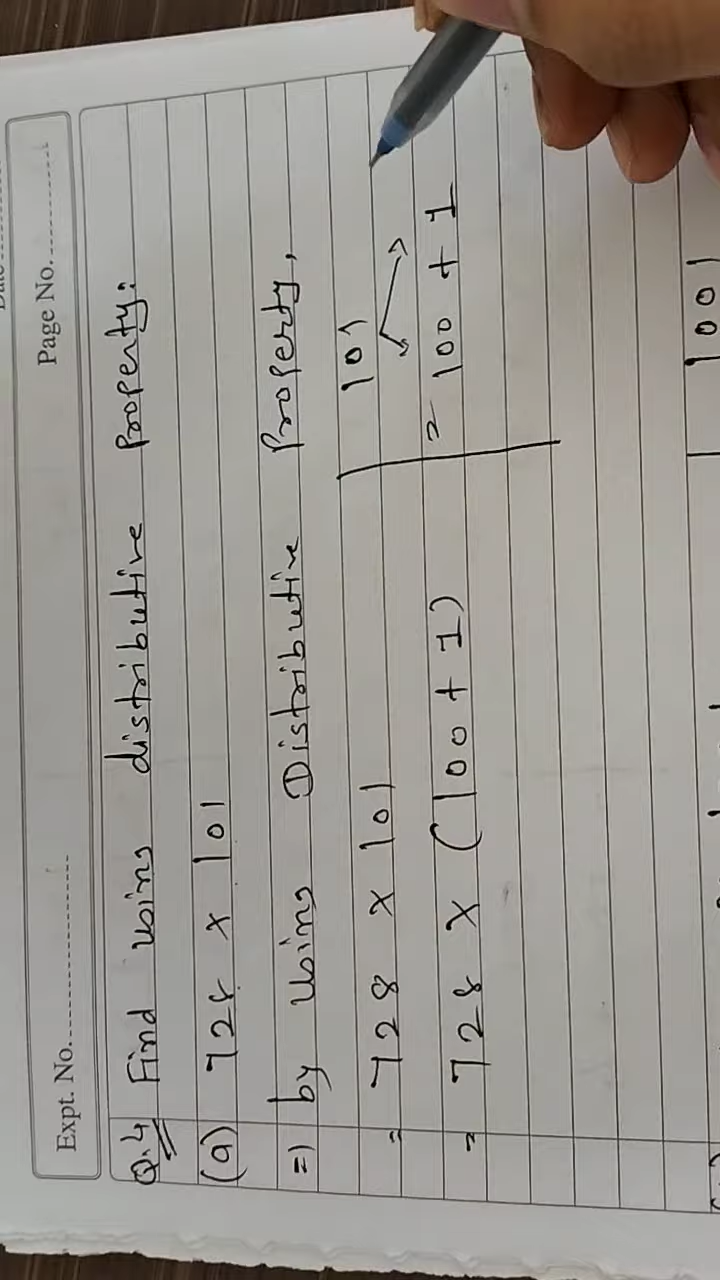 Expt. No. Page No.
Q.4 Find using distributive property:
(a) 728 x 101
=) by using Distributive Property,
= 728 x 101
101
= 728 x (100 + 1)
= 100 + 1
1001